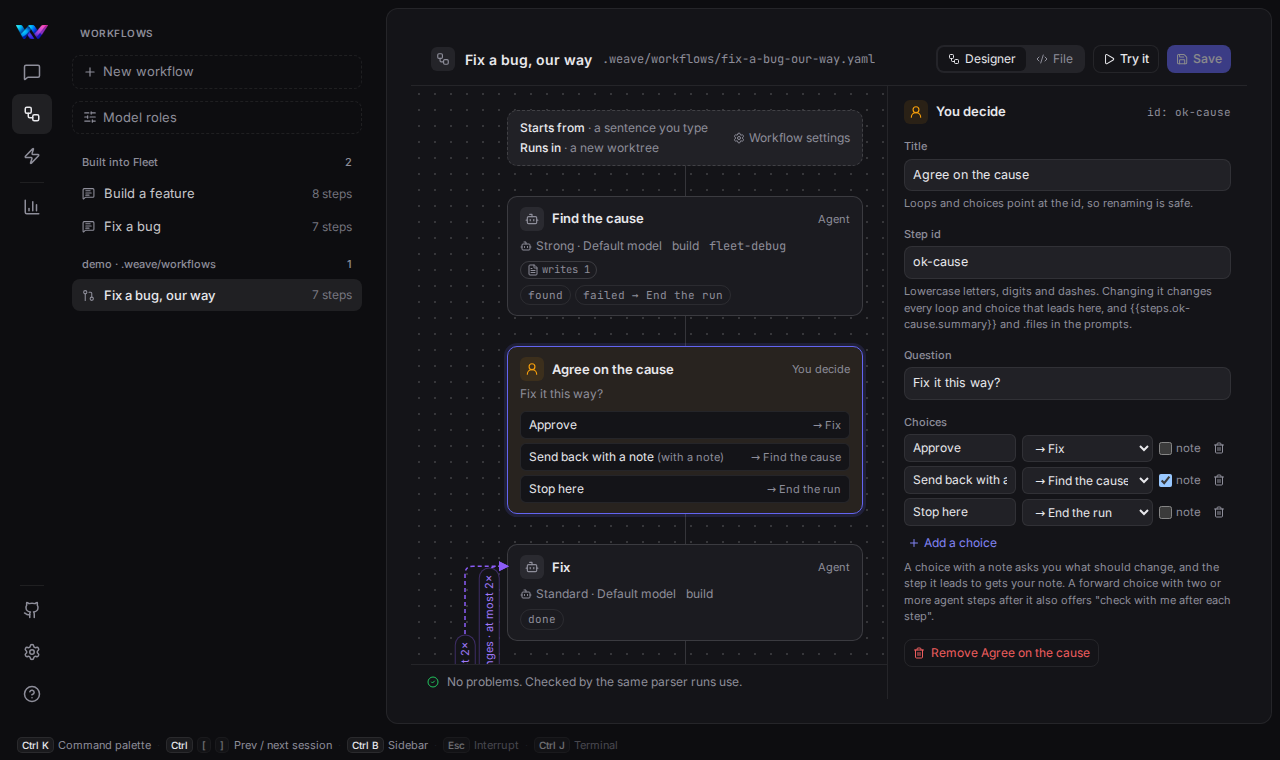 WORKFLOWS
New workflow
Model roles
Built into Fleet 2
Build a feature 8 steps
Fix a bug 7 steps
demo · .weave/workflows 1
Fix a bug, our way 7 steps
Fix a bug, our way .weave/workflows/fix-a-bug-our-way.yaml
Designer File Try it Save
Starts from · a sentence you type
Runs in · a new worktree
Workflow settings
Find the cause Agent
Strong · Default model build fleet-debug
writes 1
found failed → End the run
Agree on the cause You decide
Fix it this way?
Approve → Fix
Send back with a note (with a note) → Find the cause
Stop here → End the run
Fix Agent
Standard · Default model build
done
t 2×
nges · at most 2×
No problems. Checked by the same parser runs use.
You decide id: ok-cause
Title
Agree on the cause
Loops and choices point at the id, so renaming is safe.
Step id
ok-cause
Lowercase letters, digits and dashes. Changing it changes
every loop and choice that leads here, and {{steps.ok-
cause.summary}} and .files in the prompts.
Question
Fix it this way?
Choices
Approve → Fix note
Send back with a → Find the cause note
Stop here → End the run note
+ Add a choice
A choice with a note asks you what should change, and the
step it leads to gets your note. A forward choice with two or
more agent steps after it also offers "check with me after each
step".
Remove Agree on the cause
Ctrl K Command palette Ctrl [ ] Prev / next session Ctrl B Sidebar Esc Interrupt Ctrl J Terminal